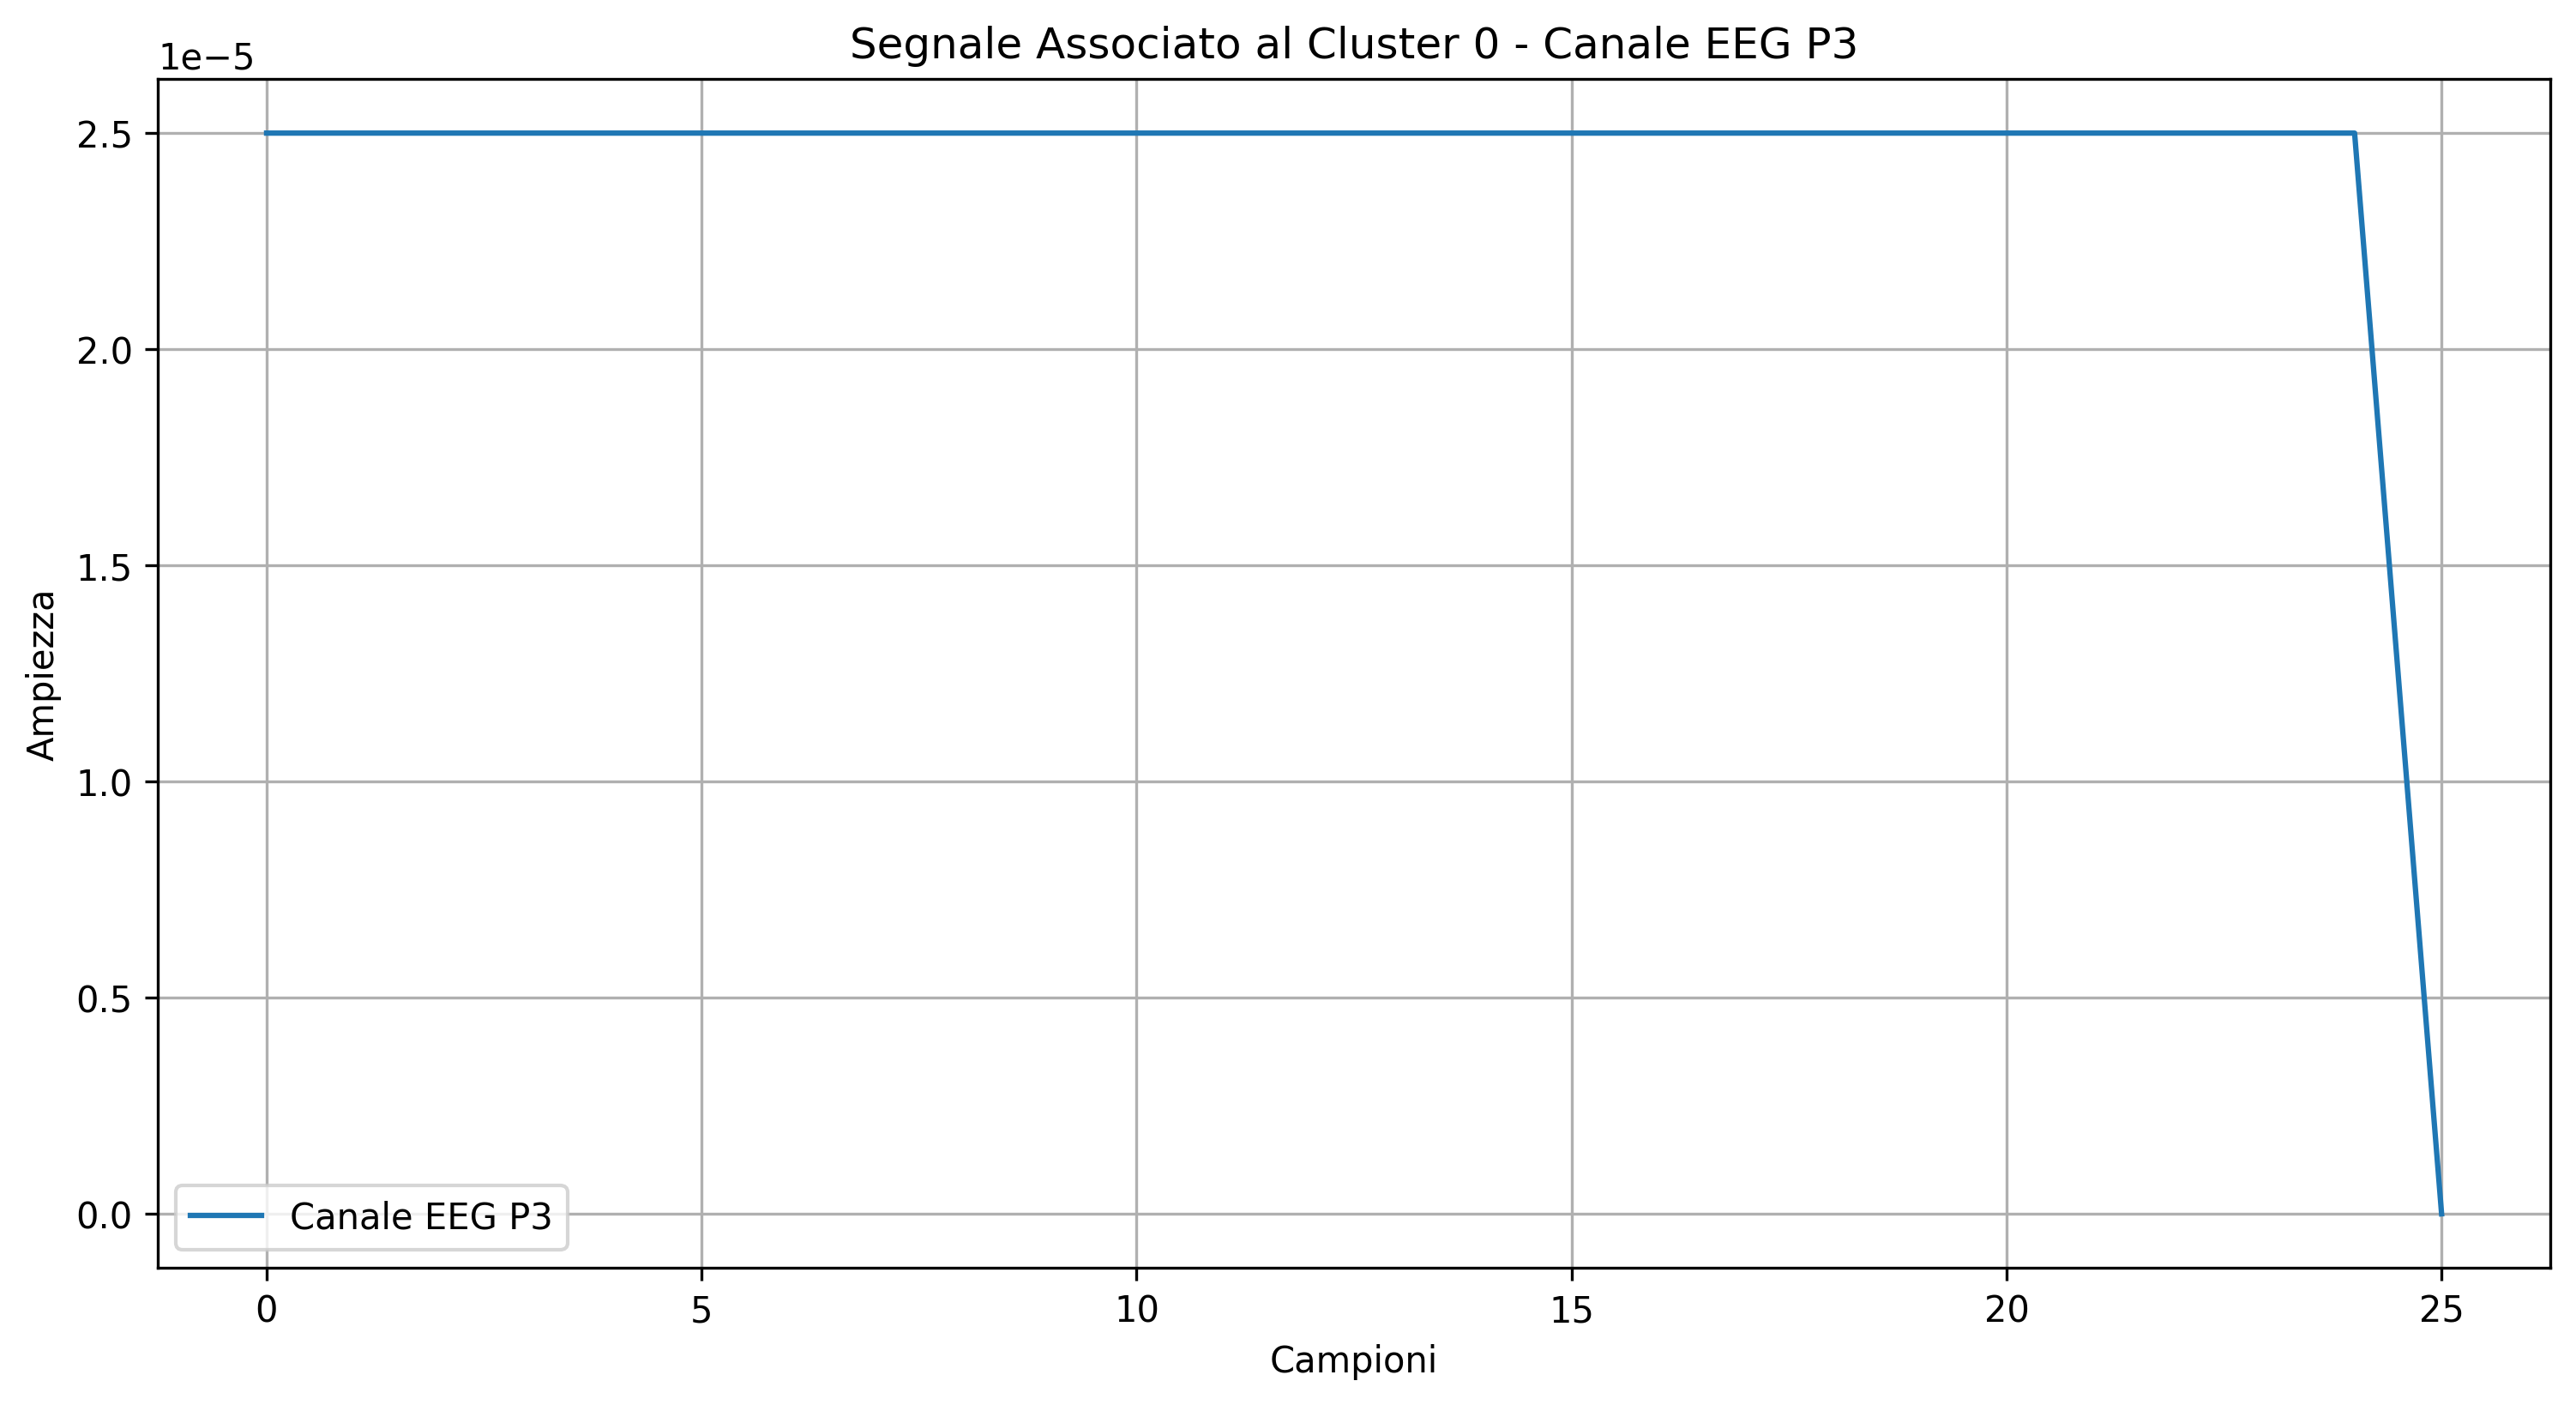 Segnale Associato al Cluster 0 - Canale EEG P3
1e−5
2.5
2.0
1.5
1.0
0.5
0.0
Ampiezza
Canale EEG P3
0 5 10 15 20 25
Campioni